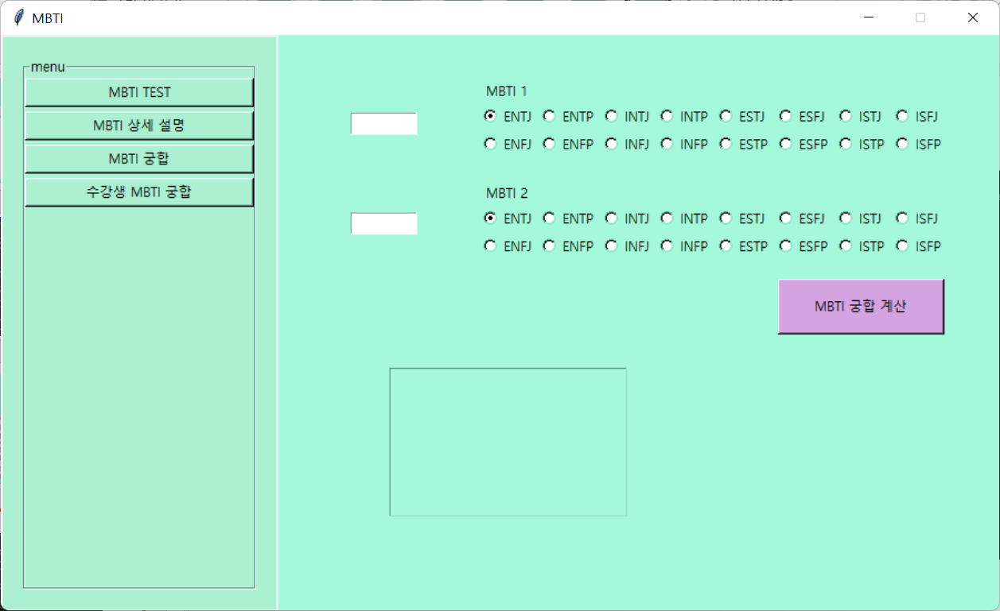 MBTI
menu
MBTI TEST
MBTI 상세 설명
MBTI 궁합
수강생 MBTI 궁합
MBTI 1
ENTJ ENTP INTJ INTP ESTJ ESFJ ISTJ ISFJ
ENFJ ENFP INFJ INFP ESTP ESFP ISTP ISFP
MBTI 2
ENTJ ENTP INTJ INTP ESTJ ESFJ ISTJ ISFJ
ENFJ ENFP INFJ INFP ESTP ESFP ISTP ISFP
MBTI 궁합 계산